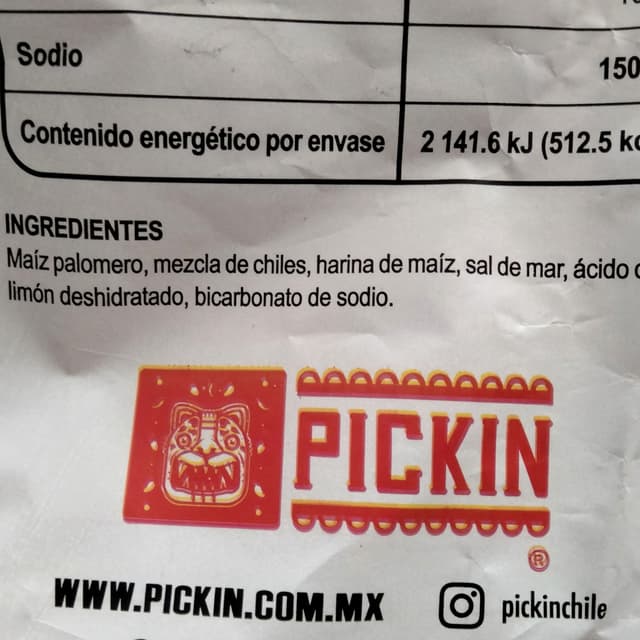 Sodio 150
Contenido energético por envase 2 141.6 kJ (512.5
INGREDIENTES
Maíz palomero, mezcla de chiles, harina de maíz, sal de mar, ácido
limón deshidratado, bicarbonato de sodio.
PICKIN
®
WWW.PICKIN.COM.MX pickinchile